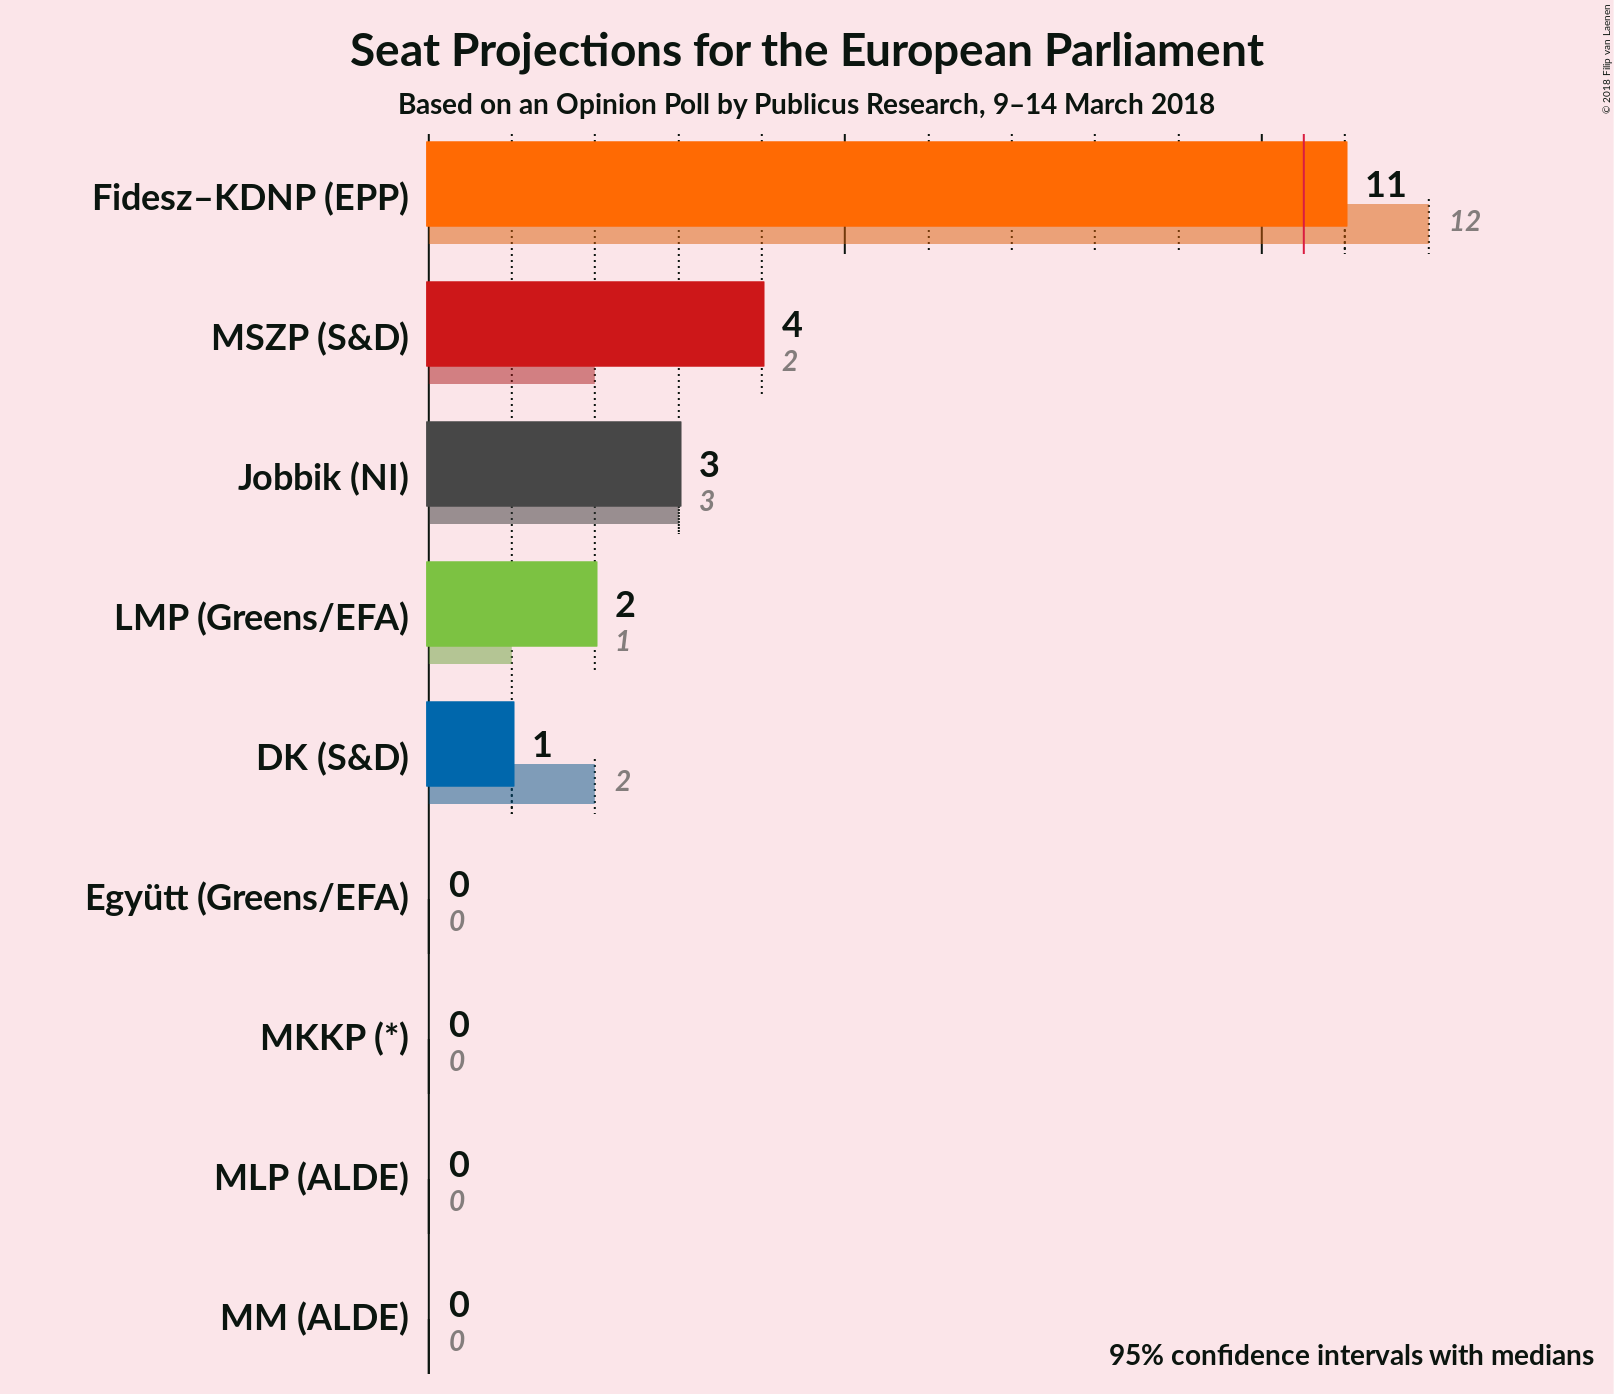 Seat Projections for the European Parliament
Based on an Opinion Poll by Publicus Research, 9–14 March 2018
© 2018 Filip van Laenen
Fidesz–KDNP (EPP)
11
12
MSZP (S&D)
4
2
Jobbik (NI)
3
3
LMP (Greens/EFA)
2
1
DK (S&D)
1
2
Együtt (Greens/EFA)
0
0
MKKP (*)
0
0
MLP (ALDE)
0
0
MM (ALDE)
0
0
95% confidence intervals with medians